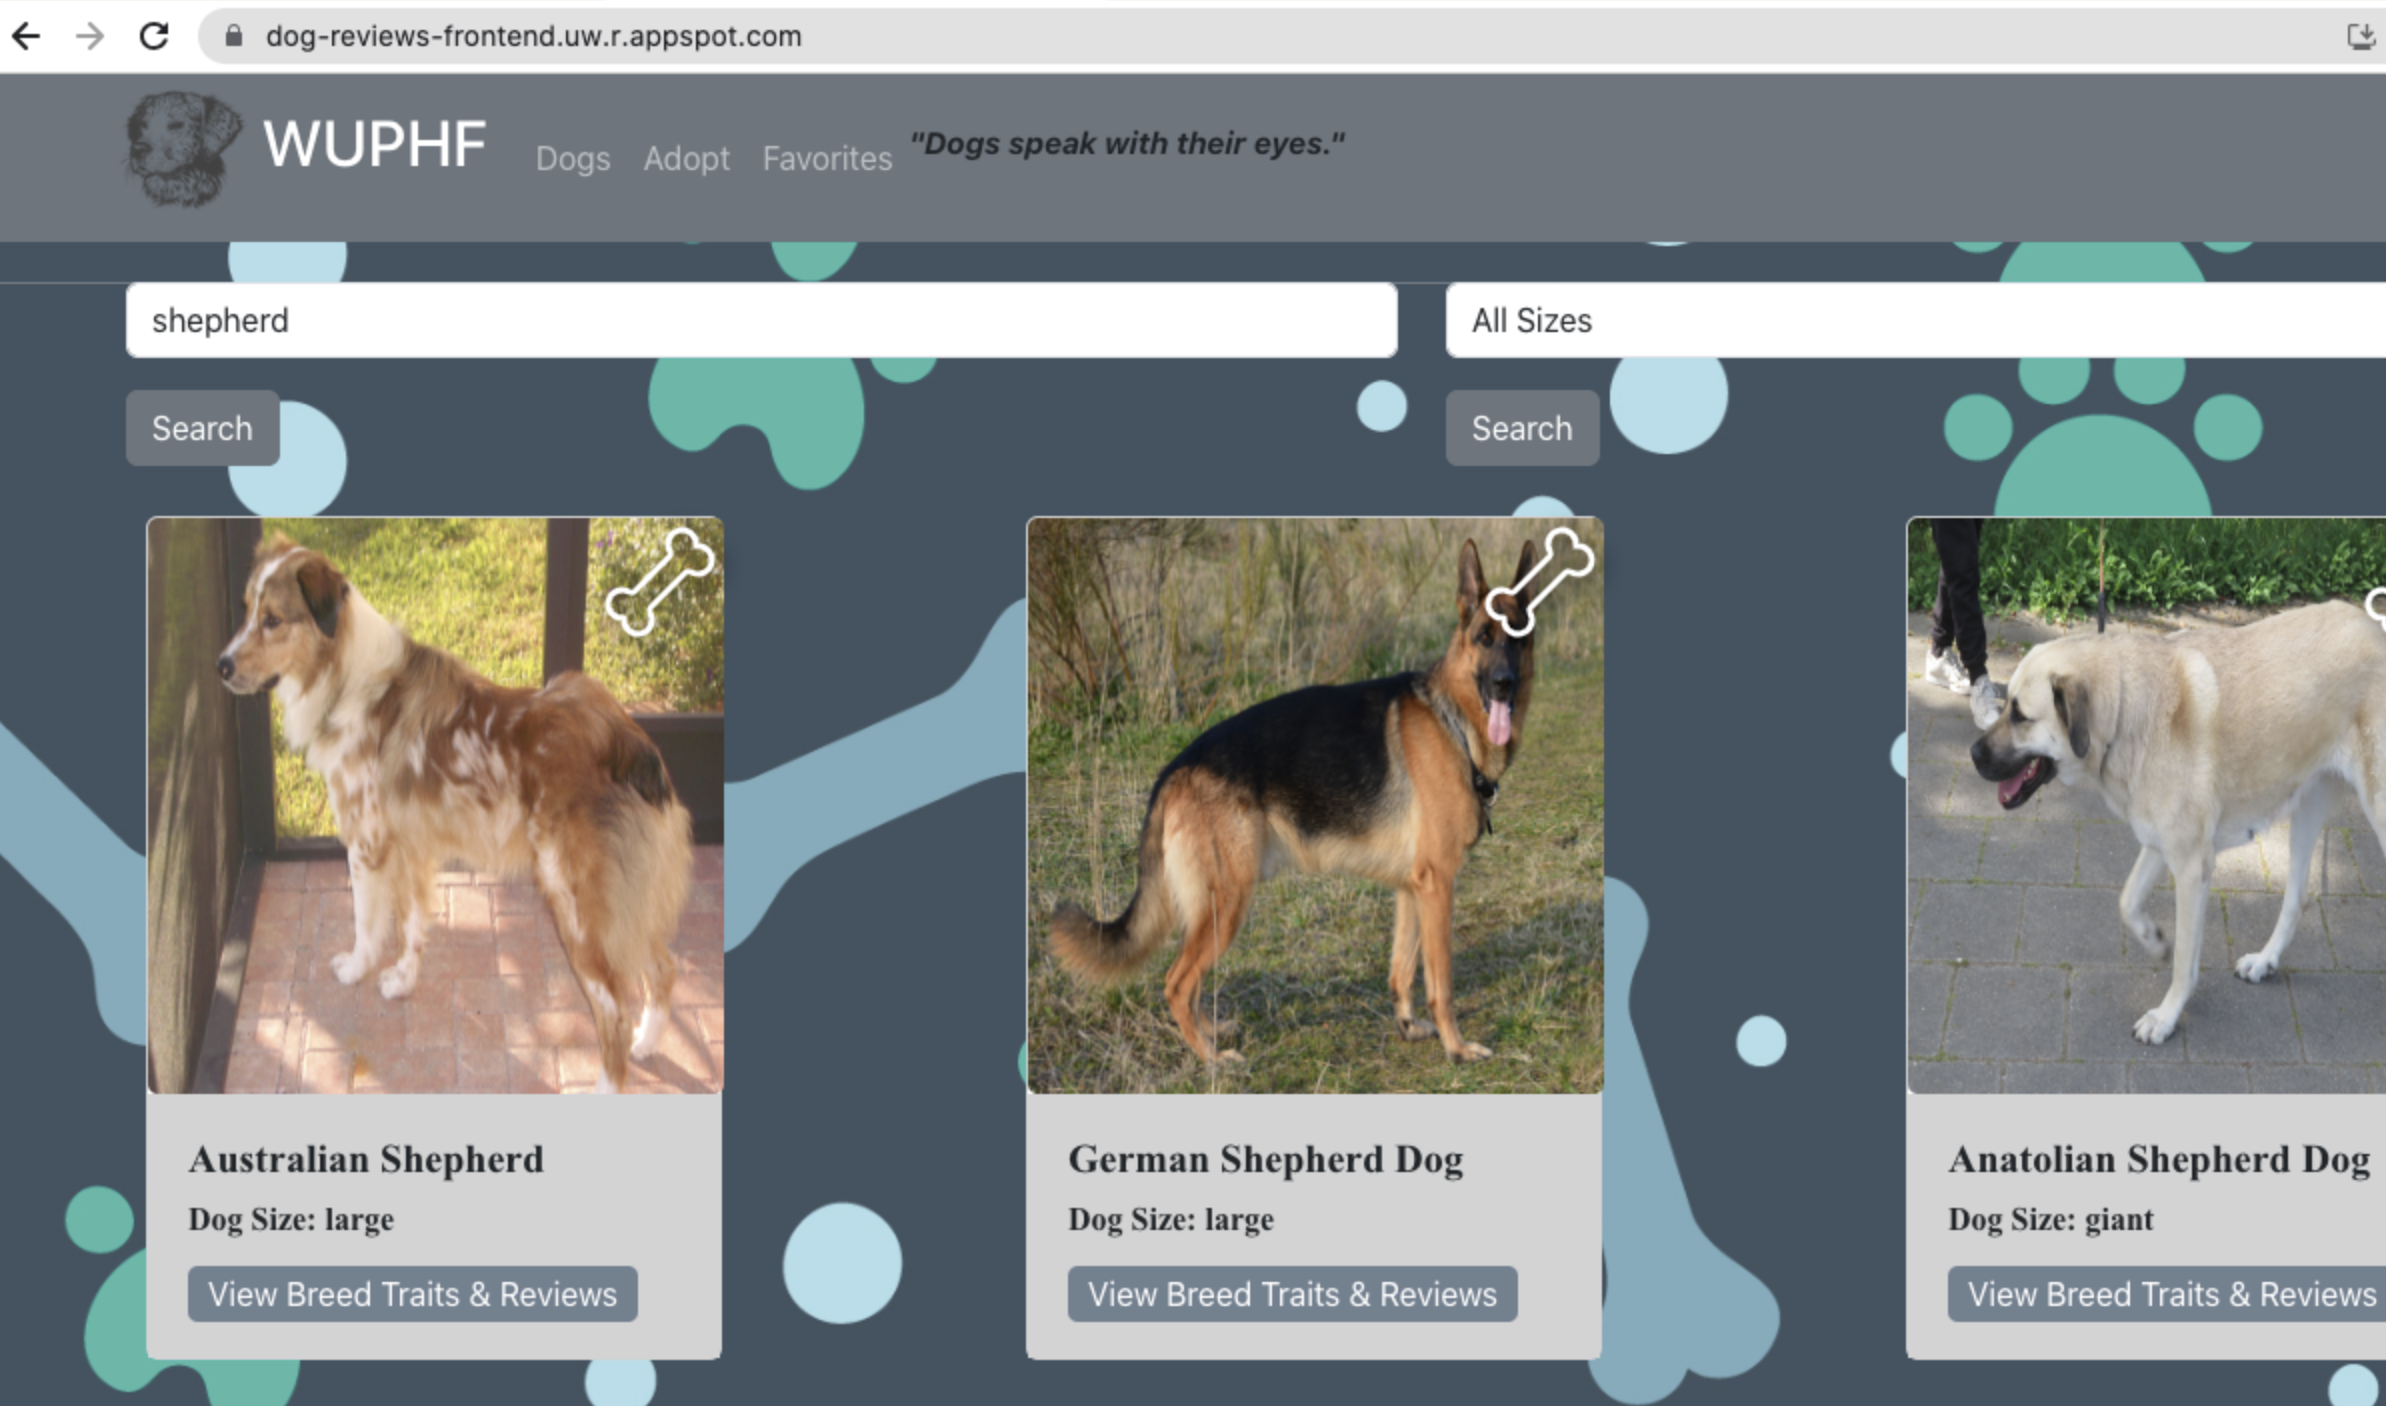 dog-reviews-frontend.uw.r.appspot.com
WUPHF Dogs Adopt Favorites "Dogs speak with their eyes."
shepherd All Sizes
Search Search
Australian Shepherd German Shepherd Dog Anatolian Shepherd Dog
Dog Size: large Dog Size: large Dog Size: giant
View Breed Traits & Reviews View Breed Traits & Reviews View Breed Traits & Reviews